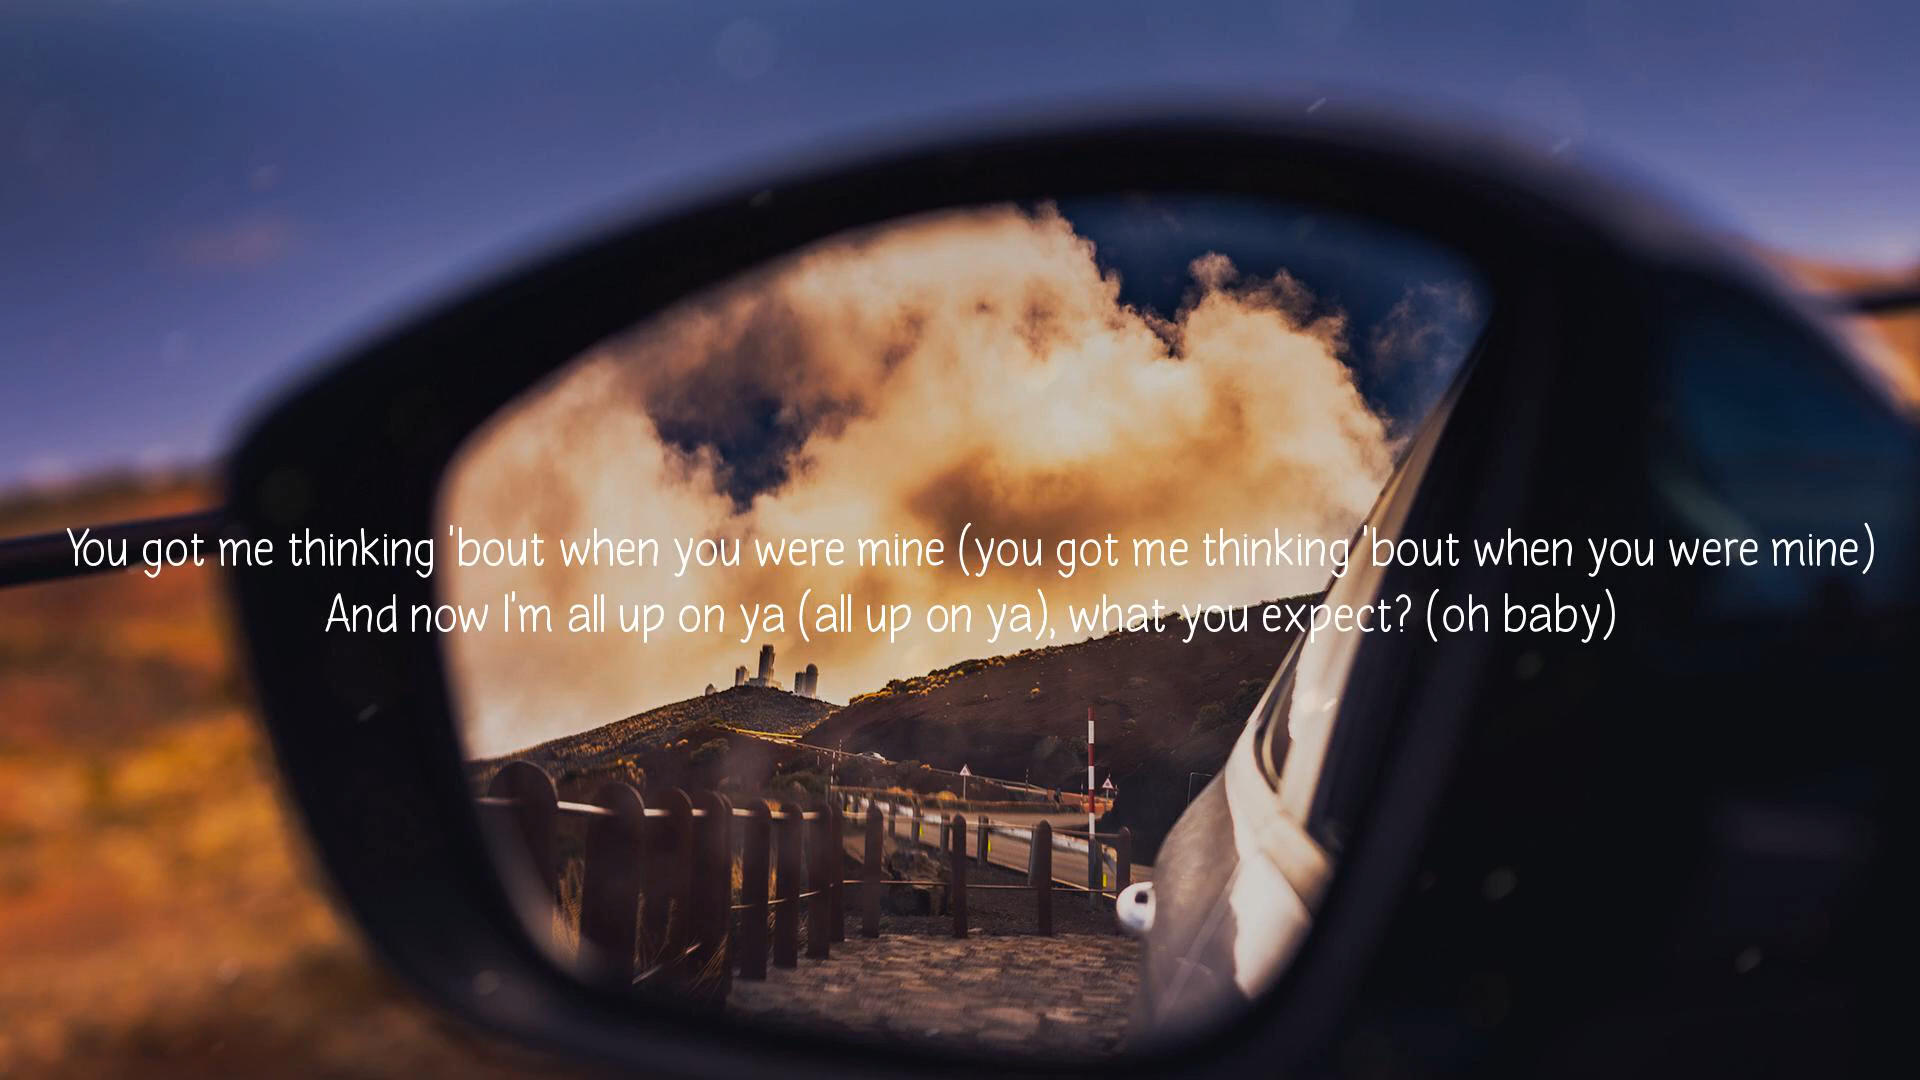 You got me thinking 'bout when you were mine (you got me thinking 'bout when you were mine)
And now I'm all up on ya (all up on ya), what you expect? (oh baby)